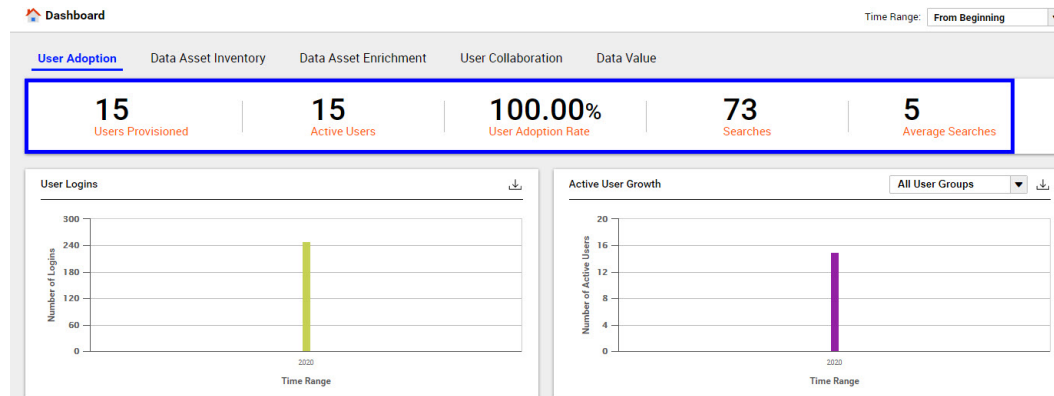 Dashboard
Time Range: From Beginning
User Adoption Data Asset Inventory Data Asset Enrichment User Collaboration Data Value
15 15 100.00% 73 5
Users Provisioned Active Users User Adoption Rate Searches Average Searches
User Logins
300
240
180
120
60
0
Number of Logins
2020
Time Range
Active User Growth All User Groups
20
16
12
8
4
0
Number of Active Users
2020
Time Range